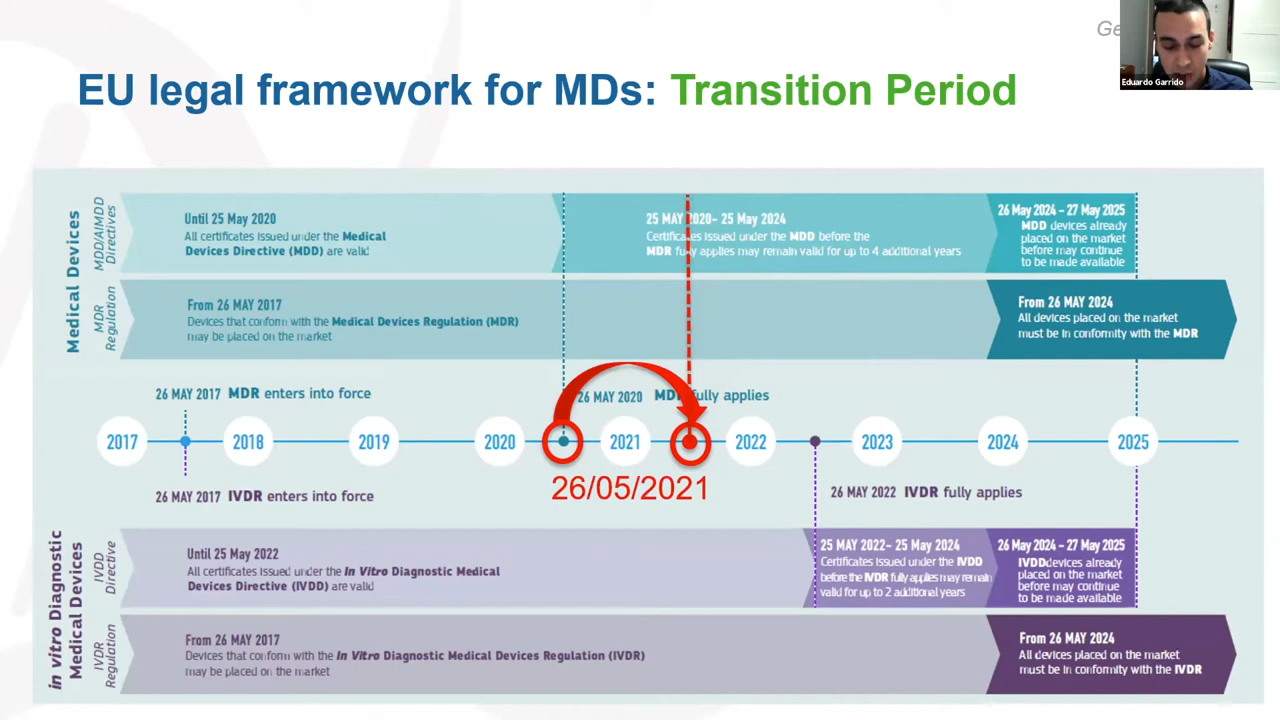 Ge
Eduardo Garrido
EU legal framework for MDs: Transition Period
Medical Devices
MDD/AIMDD
Directives
Until 25 May 2020
All certificates issued under the Medical
Devices Directive (MDD) are valid
25 MAY 2020– 25 May 2024
Certificates issued under the MDD before the
MDR fully applies may remain valid for up to 4 additional years
26 May 2024 – 27 May 2025
MDD devices already
placed on the market
before may continue
to be made available
MDR
Regulation
From 26 MAY 2017
Devices that conform with the Medical Devices Regulation (MDR)
may be placed on the market
From 26 MAY 2024
All devices placed on the market
must be in conformity with the MDR
26 MAY 2017 MDR enters into force
26 MAY 2020 MDR fully applies
2017 2018 2019 2020 2021 2022 2023 2024 2025
26/05/2021
26 MAY 2017 IVDR enters into force
26 MAY 2022 IVDR fully applies
in vitro Diagnostic
Medical Devices
IVDD
Directive
Until 25 May 2022
All certificates issued under the In Vitro Diagnostic Medical
Devices Directive (IVDD) are valid
25 MAY 2022– 25 May 2024
Certificates issued under the IVDD
before the IVDR fully applies may remain
valid for up to 2 additional years
26 May 2024 – 27 May 2025
IVDD devices already
placed on the market
before may continue
to be made available
IVDR
Regulation
From 26 MAY 2017
Devices that conform with the In Vitro Diagnostic Medical Devices Regulation (IVDR)
may be placed on the market
From 26 MAY 2024
All devices placed on the market
must be in conformity with the IVDR